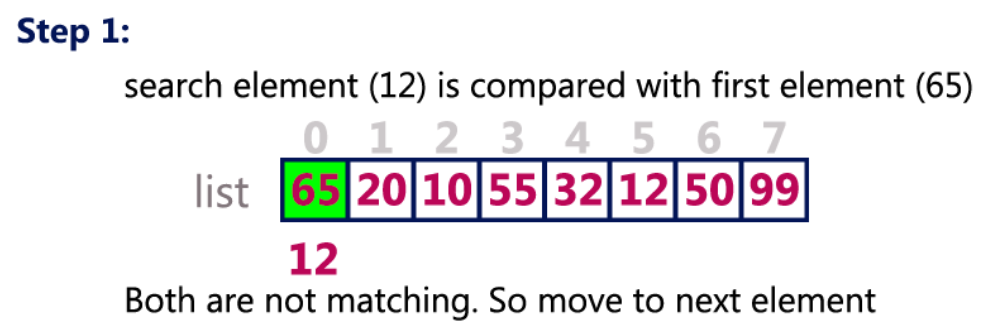 Step 1:
search element (12) is compared with first element (65)
0 1 2 3 4 5 6 7
list 65 20 10 55 32 12 50 99
12
Both are not matching. So move to next element